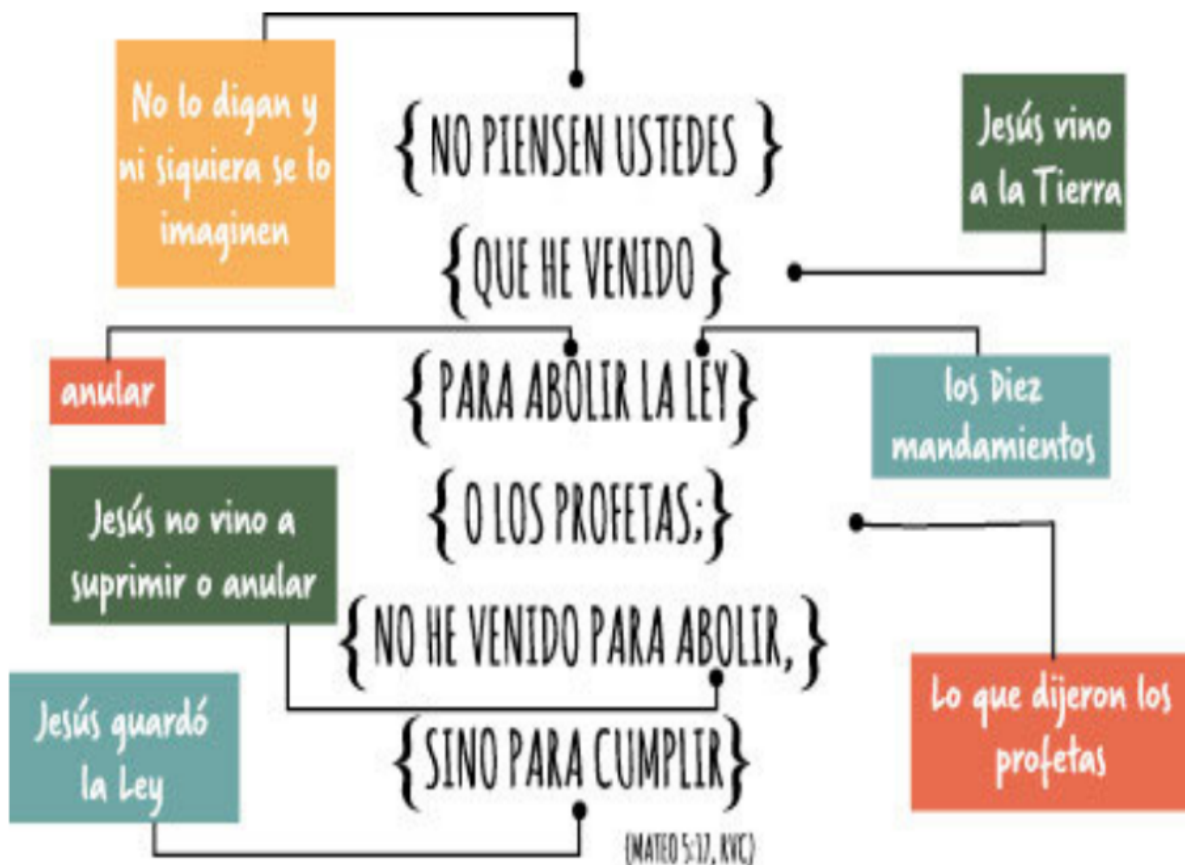 No lo digan y
ni siquiera se lo
imaginen
{NO PIENSEN USTEDES }
Jesús vino
a la Tierra
{QUE HE VENIDO }
anular
{PARA ABOLIR LA LEY}
los Diez
mandamientos
{ O LOS PROFETAS;}
Jesús no vino a
suprimir o anular
{NO HE VENIDO PARA ABOLIR, }
Lo que dijeron los
profetas
Jesús guardó
la Ley
{SINO PARA CUMPLIR}
(MATEO 5:17, RVC)